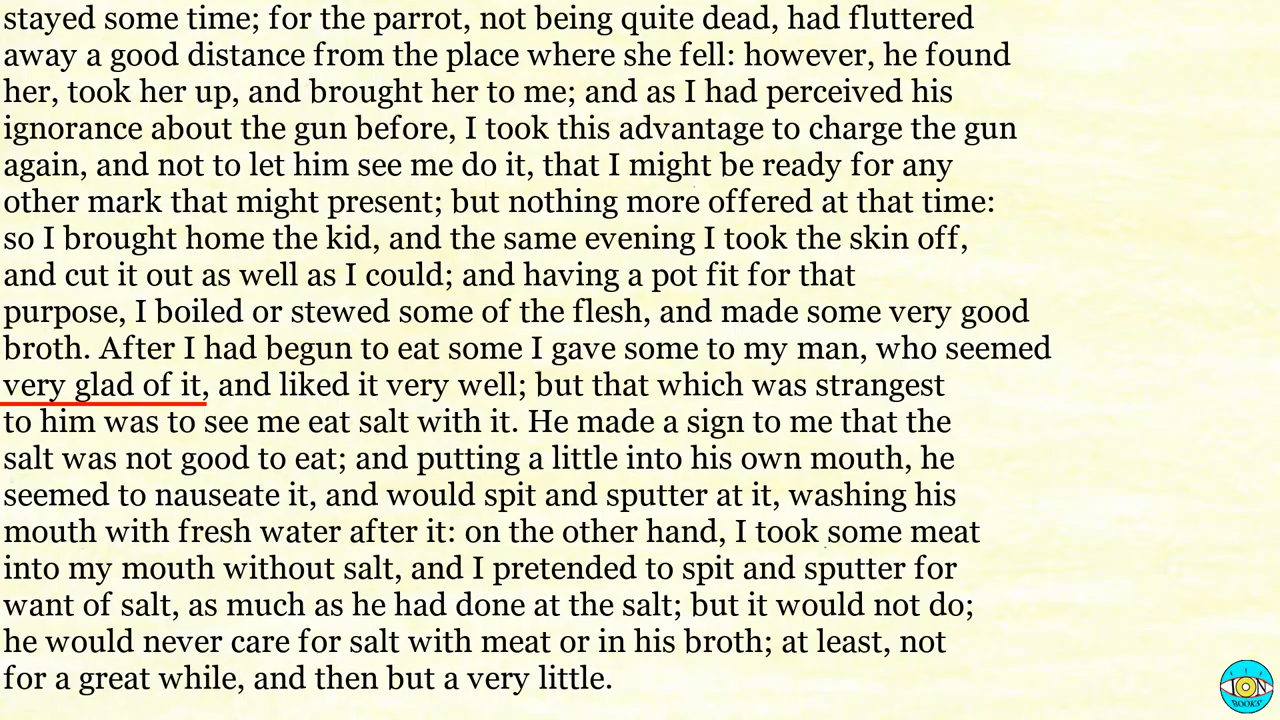 stayed some time; for the parrot, not being quite dead, had fluttered
away a good distance from the place where she fell: however, he found
her, took her up, and brought her to me; and as I had perceived his
ignorance about the gun before, I took this advantage to charge the gun
again, and not to let him see me do it, that I might be ready for any
other mark that might present; but nothing more offered at that time:
so I brought home the kid, and the same evening I took the skin off,
and cut it out as well as I could; and having a pot fit for that
purpose, I boiled or stewed some of the flesh, and made some very good
broth. After I had begun to eat some I gave some to my man, who seemed
very glad of it, and liked it very well; but that which was strangest
to him was to see me eat salt with it. He made a sign to me that the
salt was not good to eat; and putting a little into his own mouth, he
seemed to nauseate it, and would spit and sputter at it, washing his
mouth with fresh water after it: on the other hand, I took some meat
into my mouth without salt, and I pretended to spit and sputter for
want of salt, as much as he had done at the salt; but it would not do;
he would never care for salt with meat or in his broth; at least, not
for a great while, and then but a very little.
ION
BOOKS